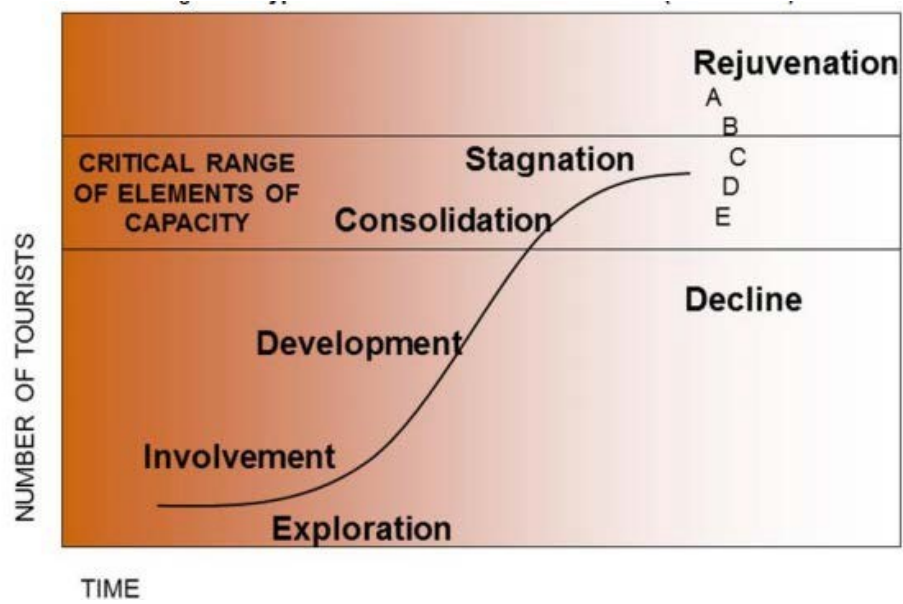 Rejuvenation
A
B
CRITICAL RANGE
OF ELEMENTS OF
CAPACITY
Stagnation
C
D
Consolidation
E
Decline
Development
Involvement
Exploration
NUMBER OF TOURISTS
TIME